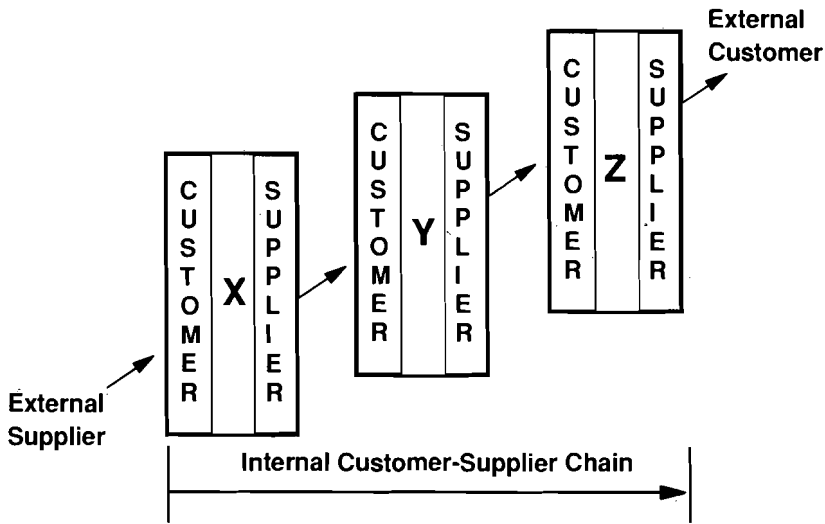 External
Customer
CUSTOMER
Z
SUPPLIER
CUSTOMER
Y
SUPPLIER
CUSTOMER
X
SUPPLIER
External
Supplier
Internal Customer-Supplier Chain